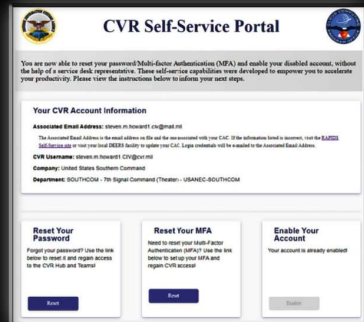 CVR Self-Service Portal
You are now able to reset your password/Multi-factor Authentication (MFA) and enable your disabled account, without
the help of a service desk representative. These self-service capabilities were developed to empower you to accelerate
your productivity. Please view the instructions below to inform your next steps.
Your CVR Account Information
Associated Email Address: steven.m.howard1.civ@mail.mil
The Associated Email Address is the email address on file and the one associated with your CAC. If the information listed is incorrect, visit the RAPIDS
Self-Service site or visit your local DEERS facility to update your CAC. Login credentials will be e-mailed to the Associated Email Address.
CVR Username: steven.m.howard1.CIV@cvr.mil
Company: United States Southern Command
Department: SOUTHCOM - 7th Signal Command (Theater) - USANEC-SOUTHCOM
Reset Your
Password
Forgot your password? Use the link
below to reset it and regain access
to the CVR Hub and Teams!
Reset
Reset Your MFA
Need to reset your Multi-Factor
Authentication (MFA)? Use the link
below to setup your MFA and
regain CVR access!
Reset
Enable Your
Account
Your account is already enabled!
Enable